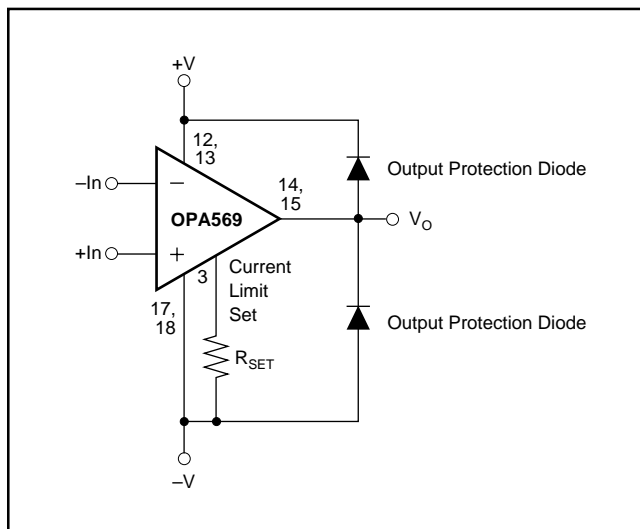 +V
12,
13
Output Protection Diode
–In
−
14,
15
OPA569
V_O
+In
+
3
Current
Limit
Set
17,
18
Output Protection Diode
R_SET
–V